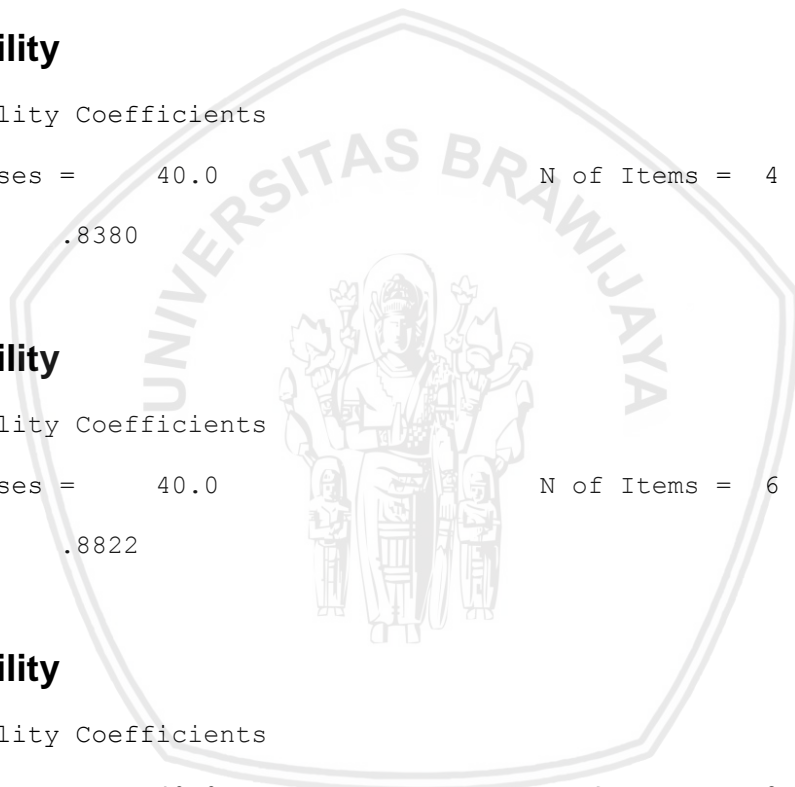 ility
lity Coefficients
ses = 40.0 N of Items = 4
.8380
UNIVERSITAS BRAWIJAYA
ility
lity Coefficients
ses = 40.0 N of Items = 6
.8822
ility
lity Coefficients